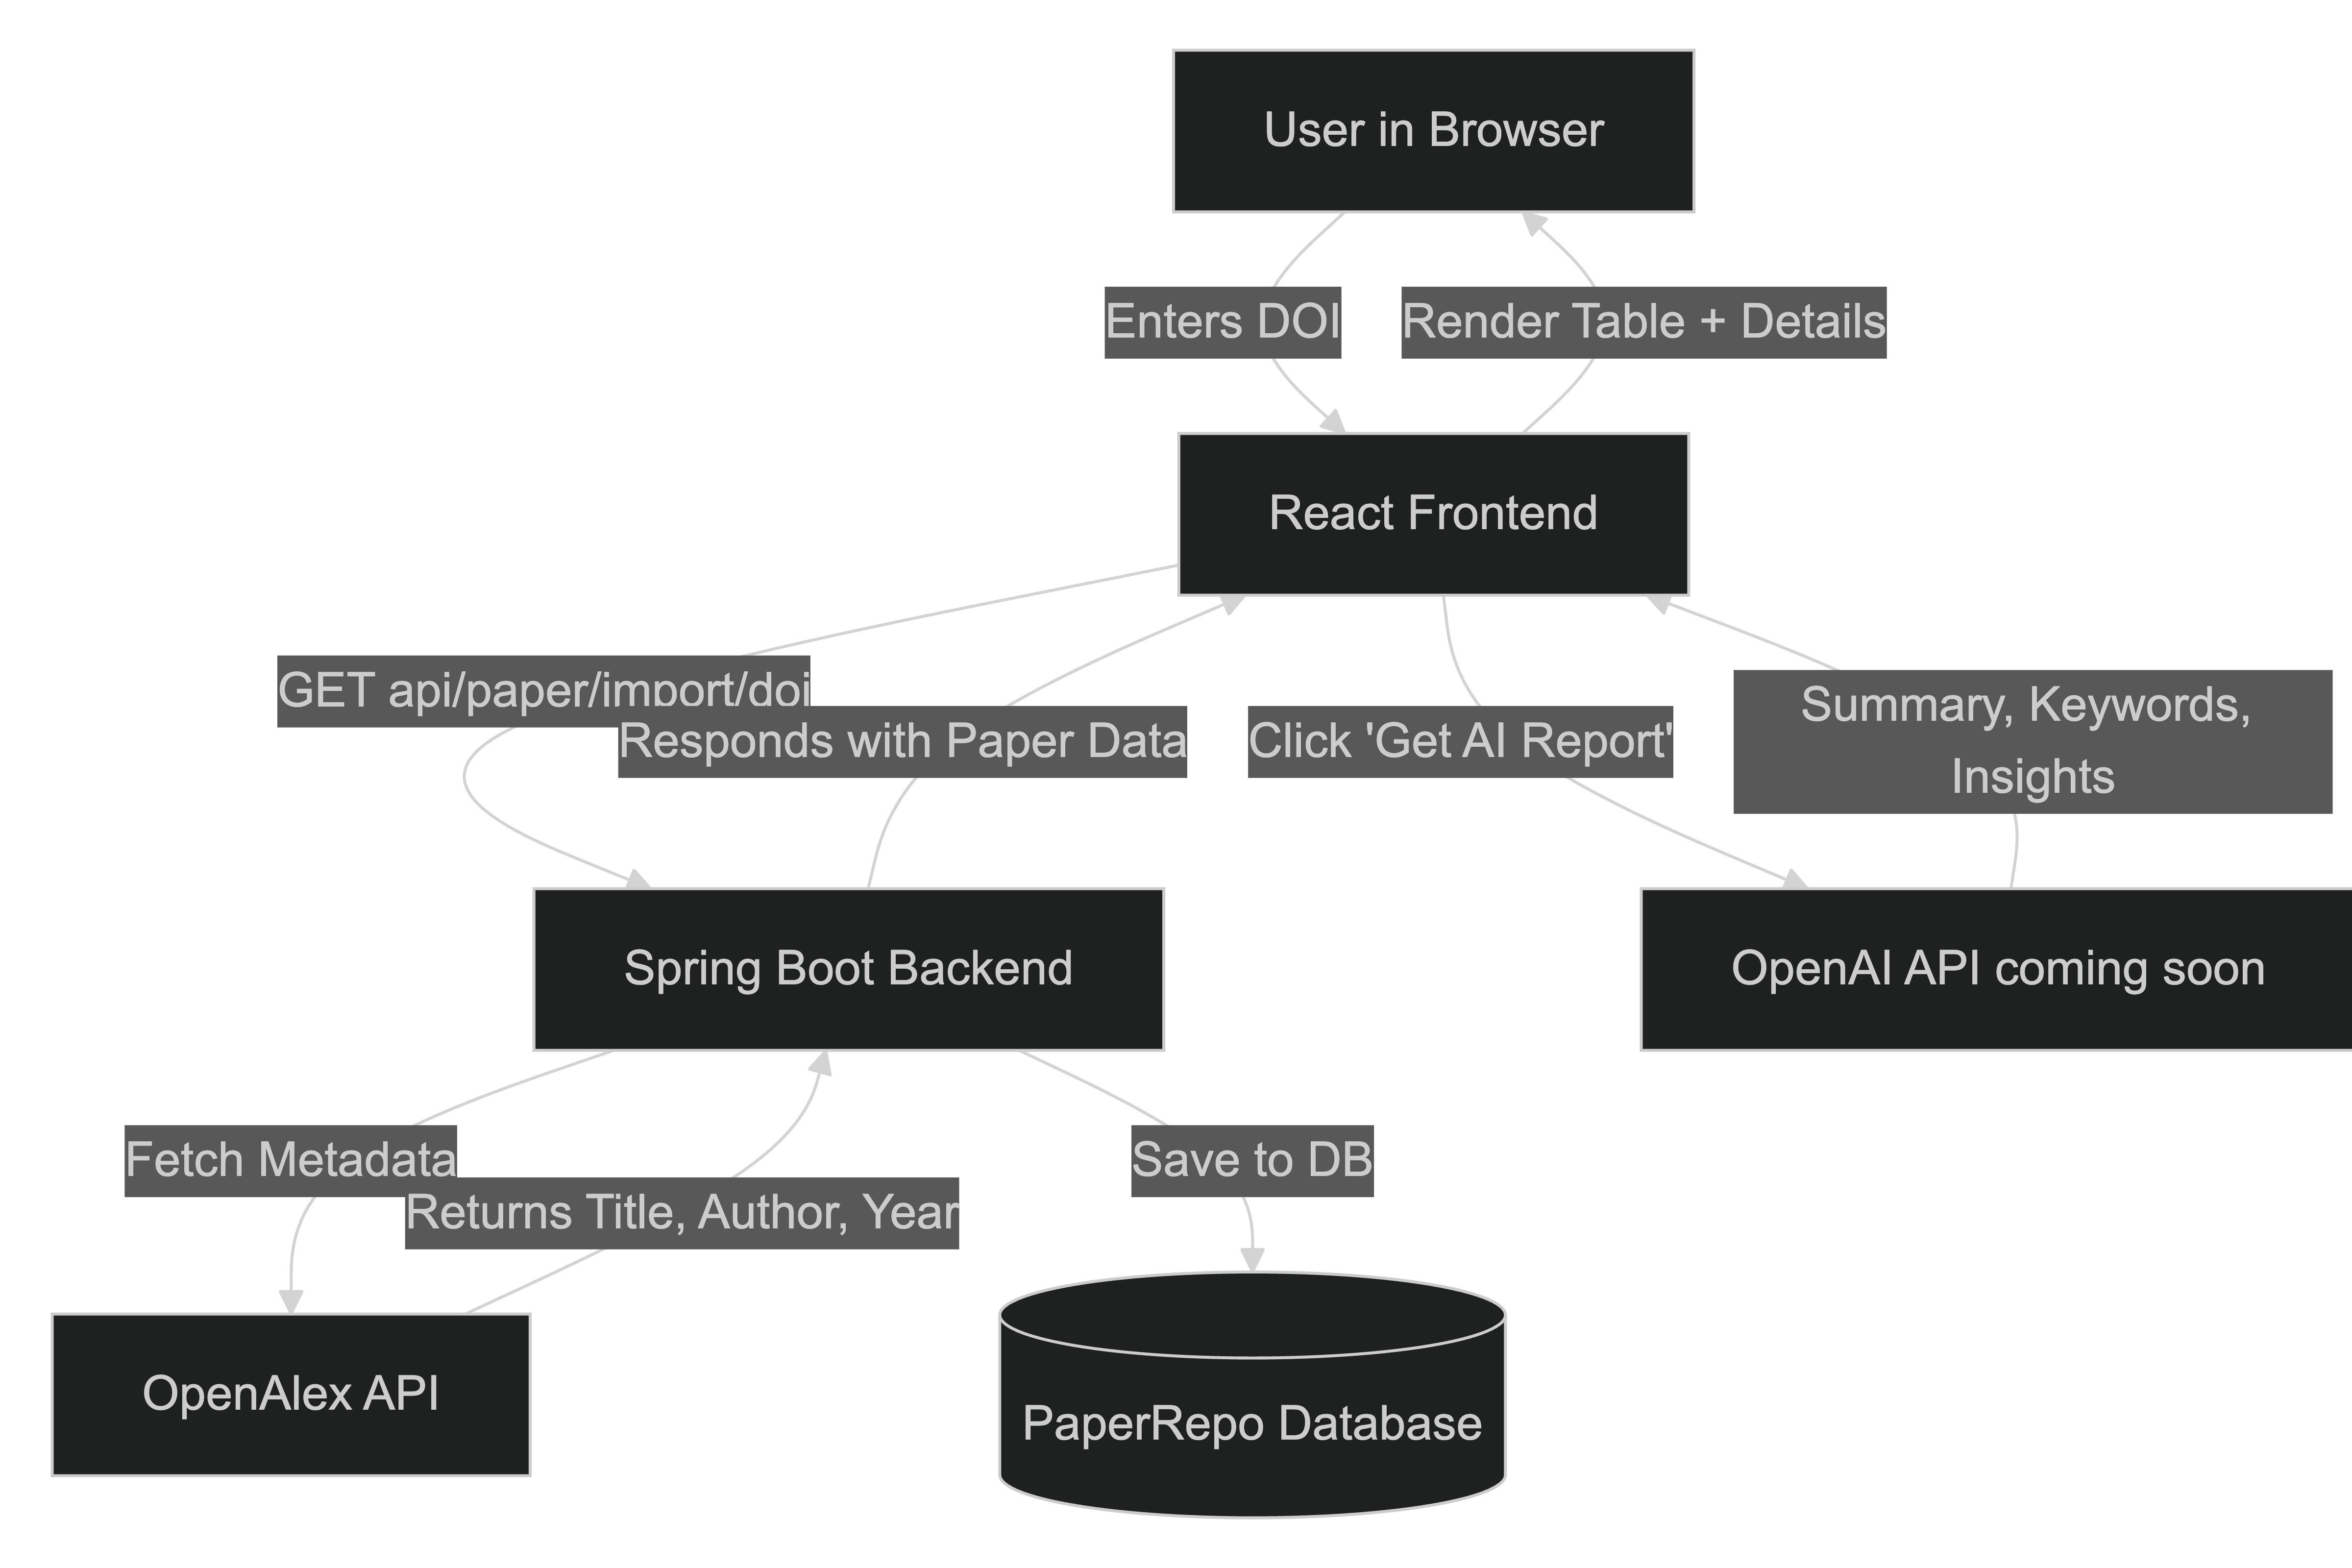 User in Browser
Enters DOI
Render Table + Details
React Frontend
GET api/paper/import/doi
Responds with Paper Data
Click 'Get AI Report'
Summary, Keywords,
Insights
Spring Boot Backend
OpenAI API coming soon
Fetch Metadata
Returns Title, Author, Year
Save to DB
OpenAlex API
PaperRepo Database